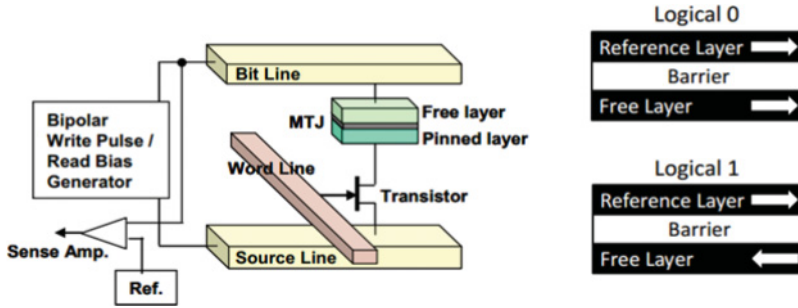 Bit Line
Bipolar
Write Pulse /
Read Bias
Generator
MTJ
Free layer
Pinned layer
Word Line
Transistor
Sense Amp.
Source Line
Ref.
Logical 0
Reference Layer
Barrier
Free Layer
Logical 1
Reference Layer
Barrier
Free Layer